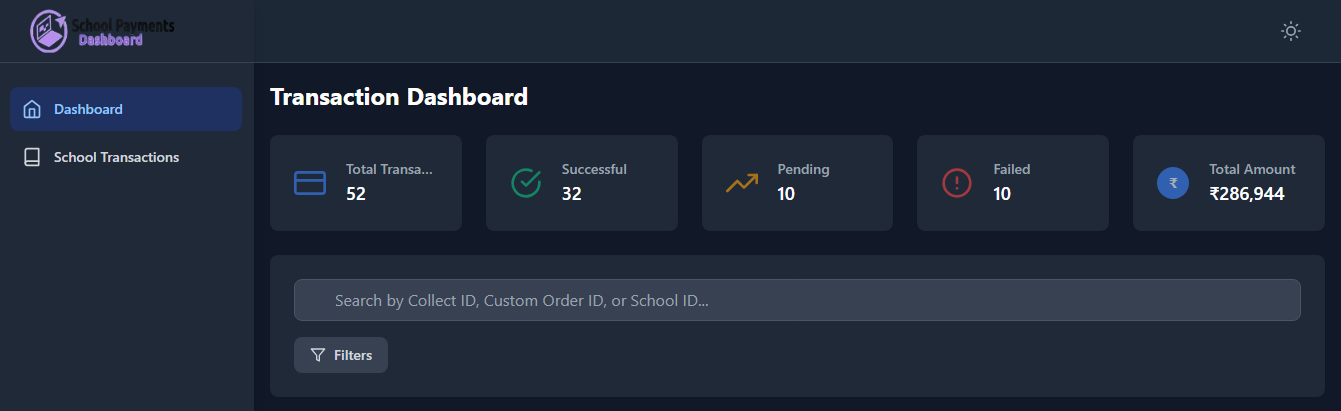 School Payments
Dashboard
Dashboard
School Transactions
Transaction Dashboard
Total Transa...
52
Successful
32
Pending
10
Failed
10
₹
Total Amount
₹286,944
Search by Collect ID, Custom Order ID, or School ID...
Filters